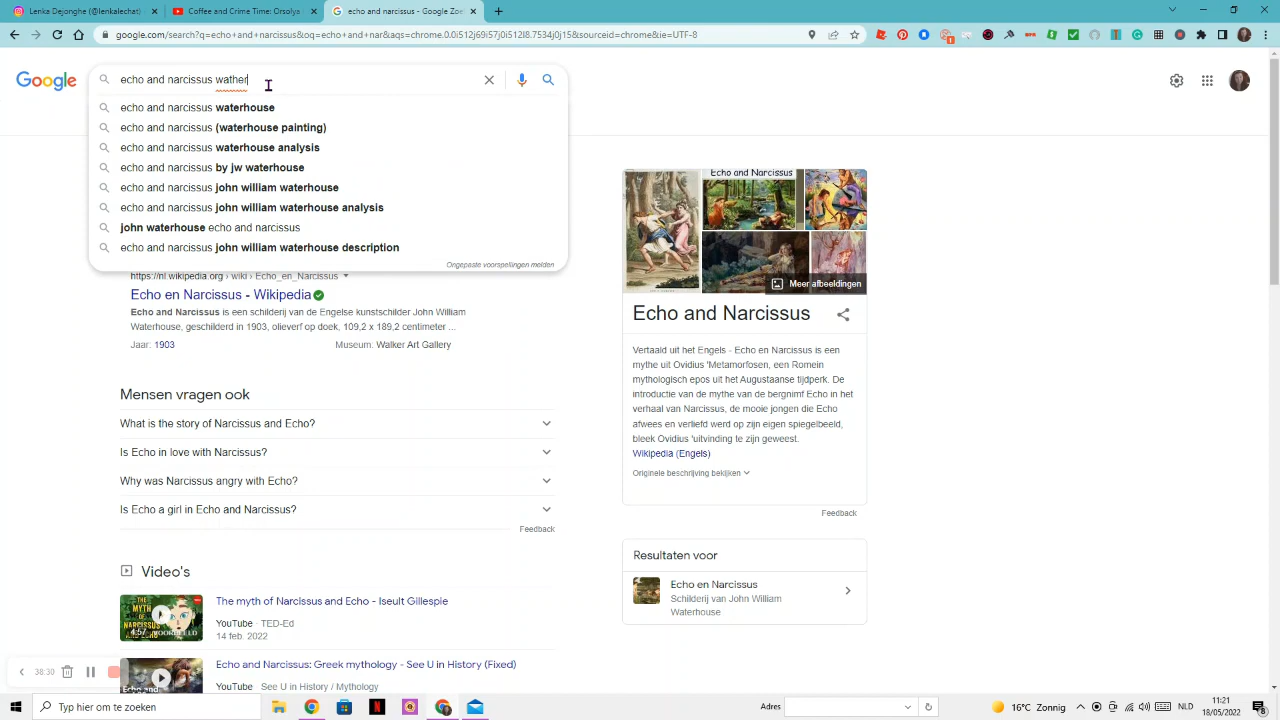 Lenka Dejonghe (@lenkalechat)
Coffee and Crime Time: Orsolya
echo and narcissus - Google Zoe
google.com/search?q=echo+and+narcissus&oq=echo+and+nar&aqs=chrome.0.0i512j69i57j0i512l8.7534j0j15&sourceid=chrome&ie=UTF-8
Google
echo and narcissus wather
echo and narcissus waterhouse
echo and narcissus (waterhouse painting)
echo and narcissus waterhouse analysis
echo and narcissus by jw waterhouse
echo and narcissus john william waterhouse
echo and narcissus john william waterhouse analysis
john waterhouse echo and narcissus
echo and narcissus john william waterhouse description
Ongepaste voorspellingen melden
https://nl.wikipedia.org › wiki › Echo_en_Narcissus
Echo en Narcissus - Wikipedia
Echo and Narcissus is een schilderij van de Engelse kunstschilder John William
Waterhouse, geschilderd in 1903, olieverf op doek, 109,2 x 189,2 centimeter ...
Jaar: 1903
Museum: Walker Art Gallery
Mensen vragen ook
What is the story of Narcissus and Echo?
Is Echo in love with Narcissus?
Why was Narcissus angry with Echo?
Is Echo a girl in Echo and Narcissus?
Feedback
Video's
THE MYTH OF NARCISSUS AND ECHO
4:57 VOORBEELD
The myth of Narcissus and Echo - Iseult Gillespie
YouTube · TED-Ed
14 feb. 2022
Echo and
Echo and Narcissus: Greek mythology - See U in History (Fixed)
YouTube · See U in History / Mythology
Echo and Narcissus
Meer afbeeldingen
Echo and Narcissus
Vertaald uit het Engels - Echo en Narcissus is een
mythe uit Ovidius 'Metamorfosen, een Romein
mythologisch epos uit het Augustaanse tijdperk. De
introductie van de mythe van de bergnimf Echo in het
verhaal van Narcissus, de mooie jongen die Echo
afwees en verliefd werd op zijn eigen spiegelbeeld,
bleek Ovidius 'uitvinding te zijn geweest.
Wikipedia (Engels)
Originele beschrijving bekijken
Feedback
Resultaten voor
Echo en Narcissus
Schilderij van John William
Waterhouse
38:30
Typ hier om te zoeken
Adres
16°C Zonnig
NLD
11:21
18/05/2022